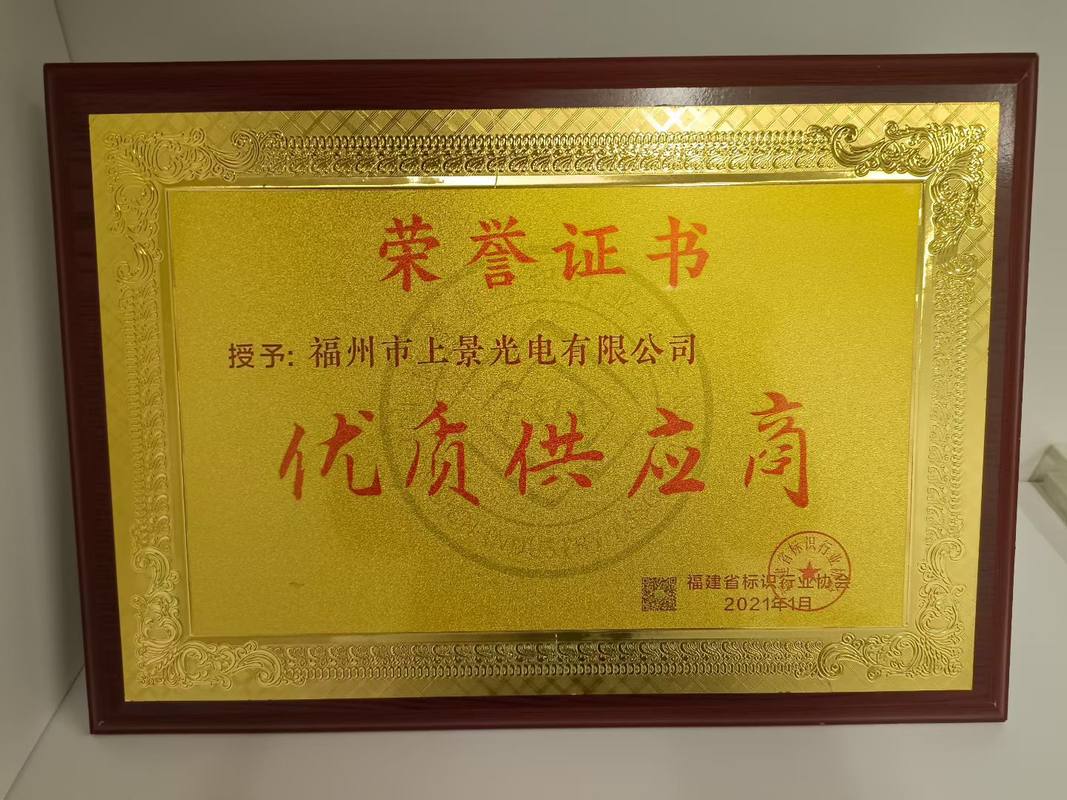 荣誉证书
授予: 福州市上景光电有限公司
优质供应商
福建省标识行业协会
2021年1月